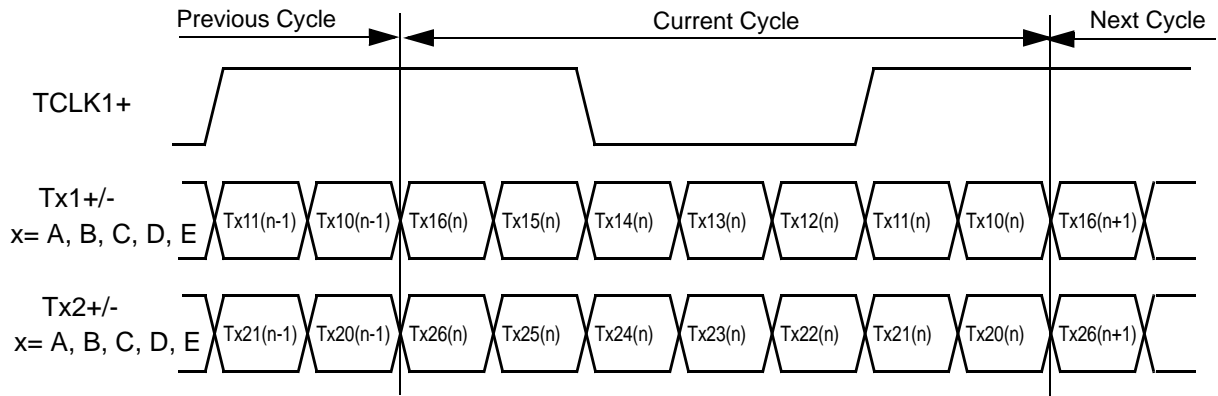 Previous Cycle Current Cycle Next Cycle
TCLK1+
Tx1+/-
x= A, B, C, D, E
Tx11(n-1) Tx10(n-1) Tx16(n) Tx15(n) Tx14(n) Tx13(n) Tx12(n) Tx11(n) Tx10(n) Tx16(n+1)
Tx2+/-
x= A, B, C, D, E
Tx21(n-1) Tx20(n-1) Tx26(n) Tx25(n) Tx24(n) Tx23(n) Tx22(n) Tx21(n) Tx20(n) Tx26(n+1)